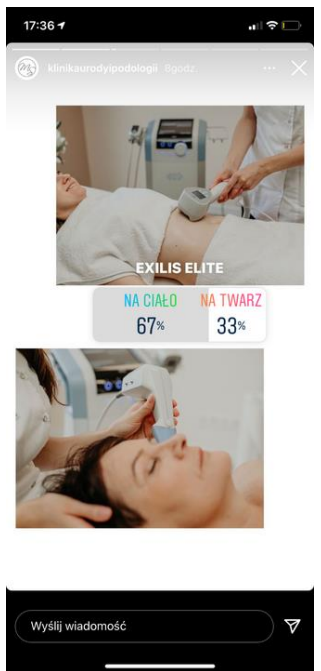 17:36
klinikaurodyipodologii 8godz.
EXILIS ELITE
NA CIAŁO NA TWARZ
67% 33%
Wyślij wiadomość